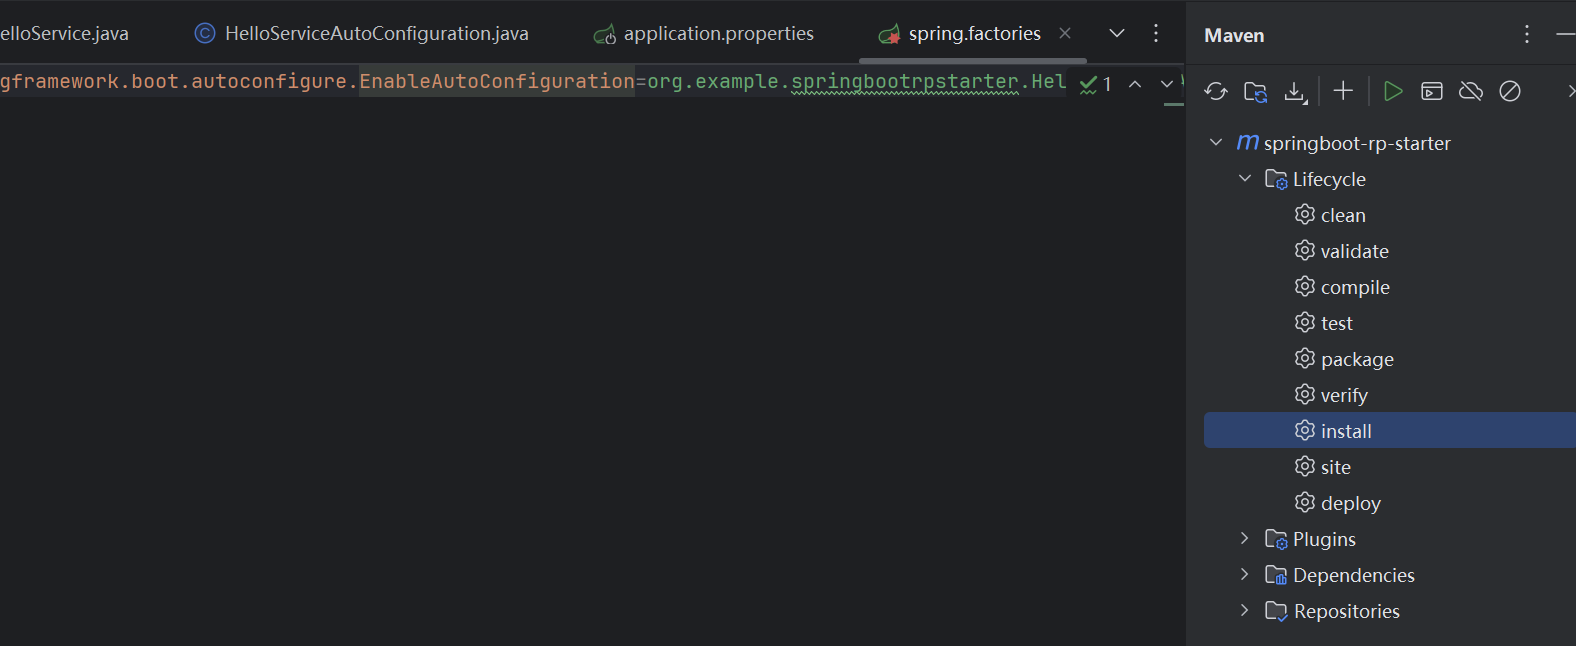 elloService.java HelloServiceAutoConfiguration.java application.properties spring.factories
gframework.boot.autoconfigure.EnableAutoConfiguration=org.example.springbootrpstarter.Hel 1
Maven
springboot-rp-starter
Lifecycle
clean
validate
compile
test
package
verify
install
site
deploy
Plugins
Dependencies
Repositories